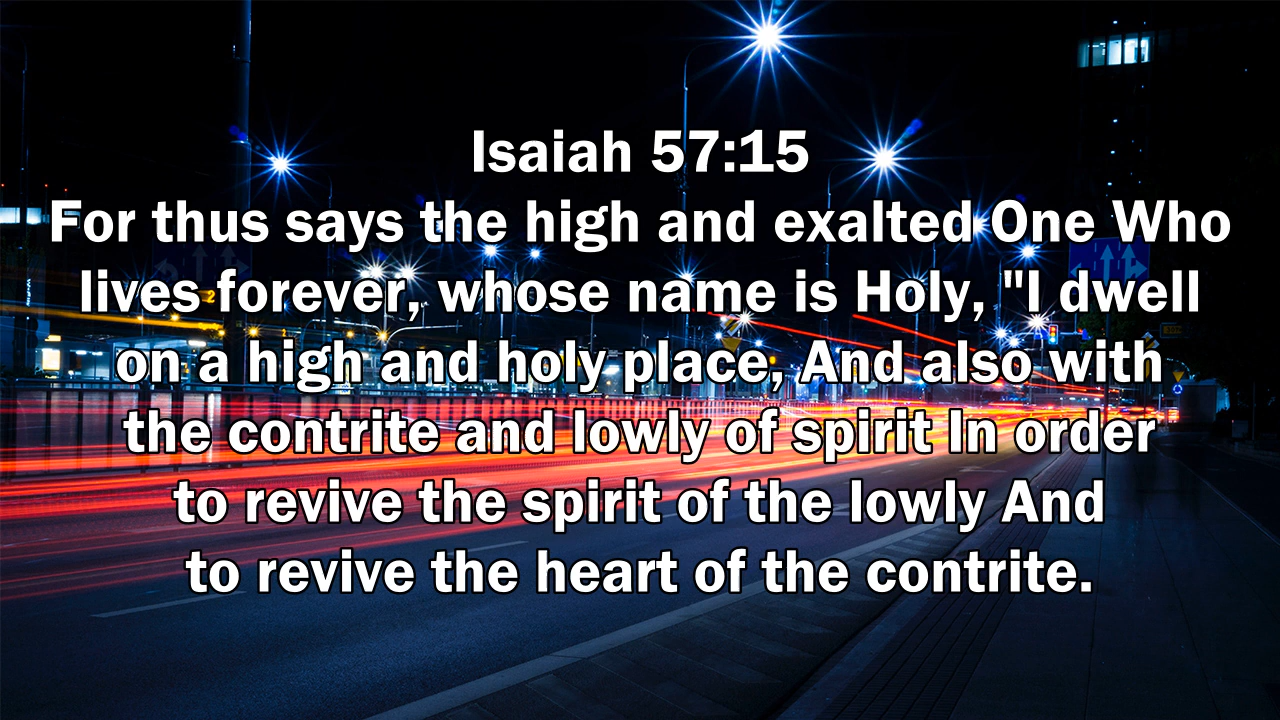 Isaiah 57:15
For thus says the high and exalted One Who
lives forever, whose name is Holy, "I dwell
on a high and holy place, And also with
the contrite and lowly of spirit In order
to revive the spirit of the lowly And
to revive the heart of the contrite.